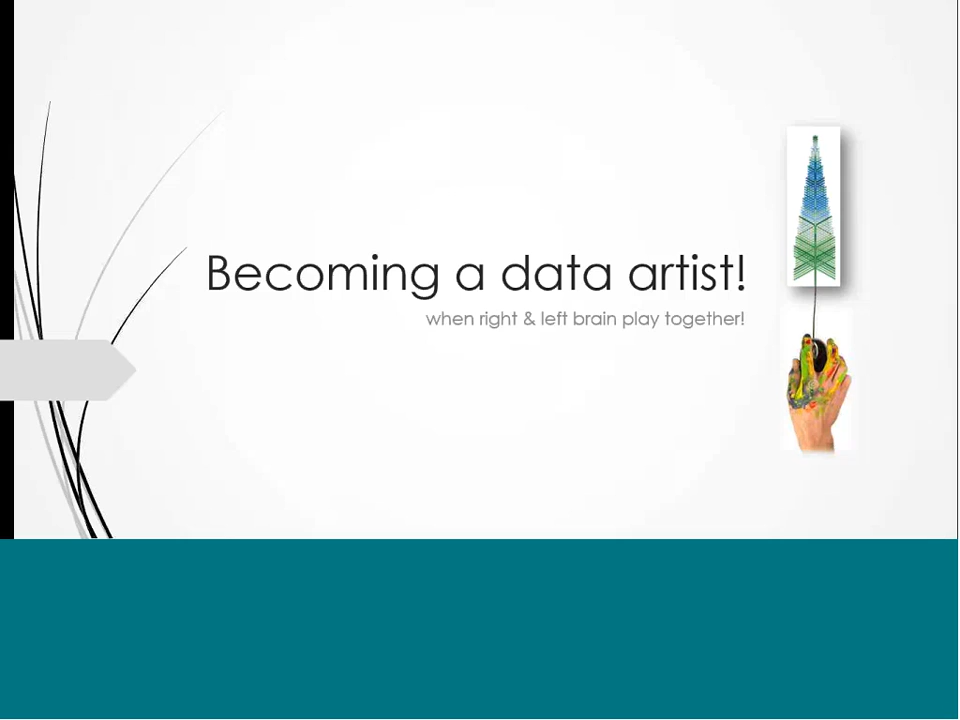 Becoming a data artist!
when right & left brain play together!